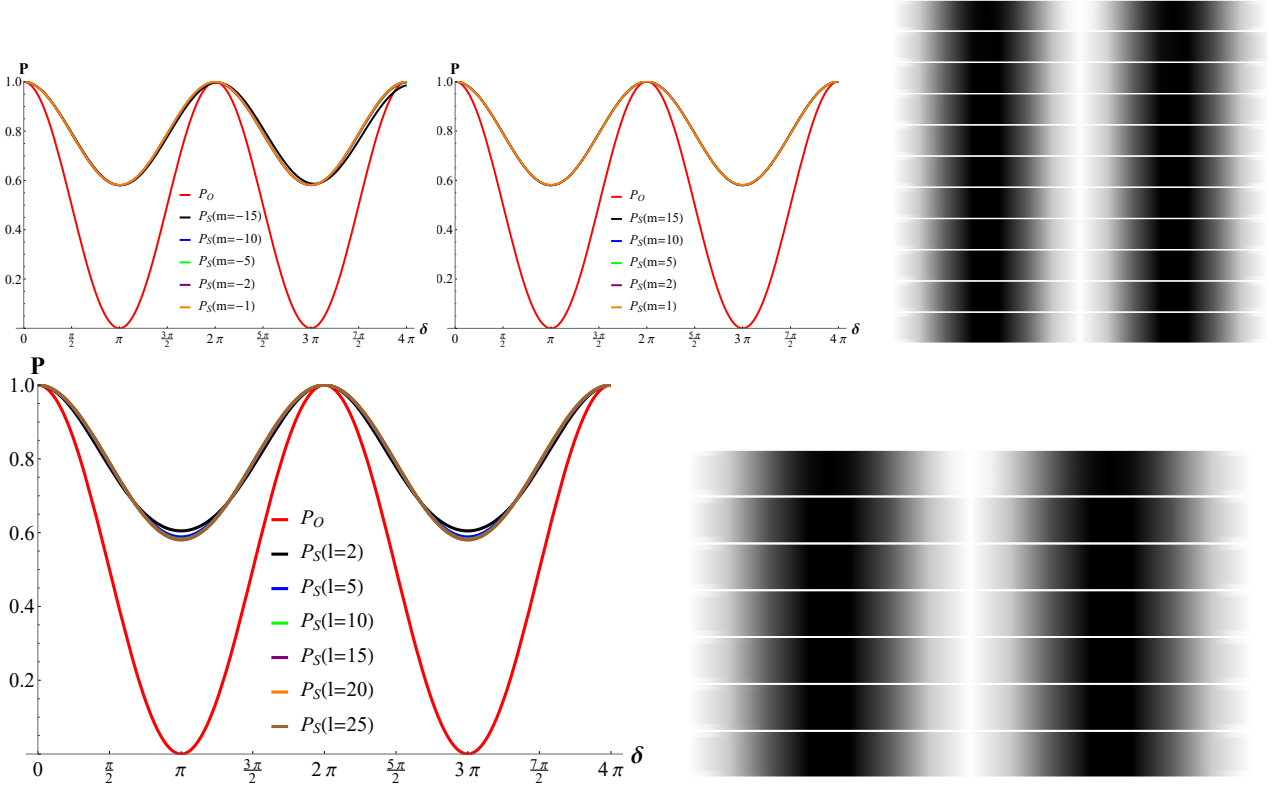 P
1.0
0.8
0.6
0.4
0.2
P_O
P_S(m=−15)
P_S(m=−10)
P_S(m=−5)
P_S(m=−2)
P_S(m=−1)
0 π/2 π 3π/2 2π 5π/2 3π 7π/2 4π δ
P
1.0
0.8
0.6
0.4
0.2
P_O
P_S(m=15)
P_S(m=10)
P_S(m=5)
P_S(m=2)
P_S(m=1)
0 π/2 π 3π/2 2π 5π/2 3π 7π/2 4π δ
P
1.0
0.8
0.6
0.4
0.2
P_O
P_S(l=2)
P_S(l=5)
P_S(l=10)
P_S(l=15)
P_S(l=20)
P_S(l=25)
0 π/2 π 3π/2 2π 5π/2 3π 7π/2 4π δ